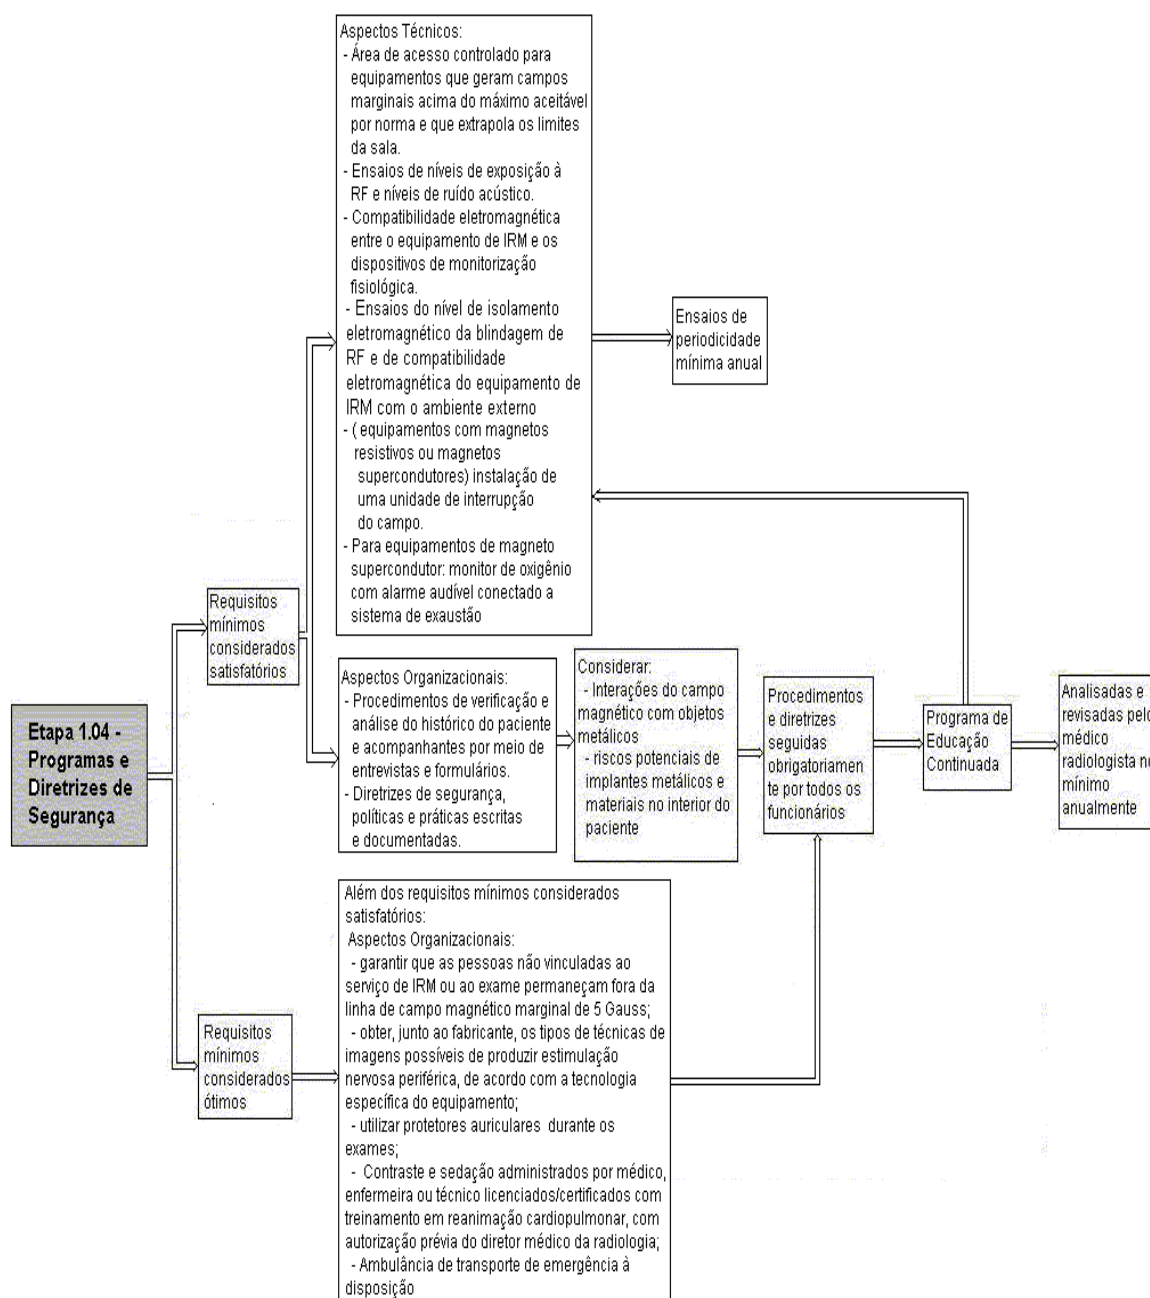 Etapa 1.04 -
Programas e
Diretrizes de
Segurança
Requisitos
mínimos
considerados
satisfatórios
Aspectos Técnicos:
- Área de acesso controlado para
equipamentos que geram campos
marginais acima do máximo aceitável
por norma e que extrapola os limites
da sala.
- Ensaios de níveis de exposição à
RF e níveis de ruído acústico.
- Compatibilidade eletromagnética
entre o equipamento de IRM e os
dispositivos de monitorização
fisiológica.
- Ensaios do nível de isolamento
eletromagnético da blindagem de
RF e de compatibilidade
eletromagnética do equipamento de
IRM com o ambiente externo
- ( equipamentos com magnetos
resistivos ou magnetos
supercondutores) instalação de
uma unidade de interrupção
do campo.
- Para equipamentos de magneto
supercondutor: monitor de oxigênio
com alarme audível conectado a
sistema de exaustão
Ensaios de
periodicidade
mínima anual
Aspectos Organizacionais:
- Procedimentos de verificação e
análise do histórico do paciente
e acompanhantes por meio de
entrevistas e formulários.
- Diretrizes de segurança,
políticas e práticas escritas
e documentadas.
Considerar:
- Interações do campo
magnético com objetos
metálicos
- riscos potenciais de
implantes metálicos e
materiais no interior do
paciente
Procedimentos
e diretrizes
seguidas
obrigatoriamen
te por todos os
funcionários
Programa de
Educação
Continuada
Analisadas e
revisadas pelo
médico
radiologista no
mínimo
anualmente
Requisitos
mínimos
considerados
ótimos
Além dos requisitos mínimos considerados
satisfatórios:
Aspectos Organizacionais:
- garantir que as pessoas não vinculadas ao
serviço de IRM ou ao exame permaneçam fora da
linha de campo magnético marginal de 5 Gauss;
- obter, junto ao fabricante, os tipos de técnicas de
imagens possíveis de produzir estimulação
nervosa periférica, de acordo com a tecnologia
específica do equipamento;
- utilizar protetores auriculares durante os
exames;
- Contraste e sedação administrados por médico,
enfermeira ou técnico licenciados/certificados com
treinamento em reanimação cardiopulmonar, com
autorização prévia do diretor médico da radiologia;
- Ambulância de transporte de emergência à
disposição